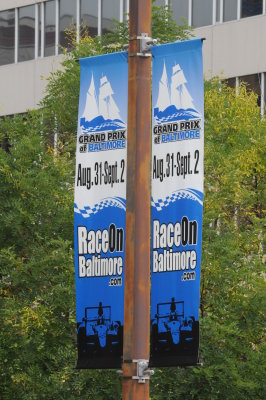 GRAND PRIX
of BALTIMORE
Aug.31-Sept.2
RaceOn
Baltimore
.com
GRAND PRIX
of BALTIMORE
Aug.31-Sept.2
RaceOn
Baltimore
.com